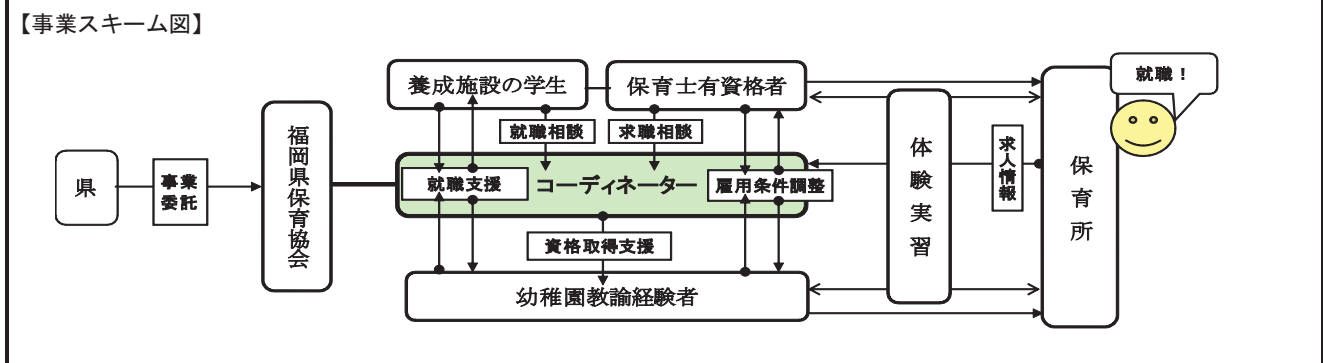 【事業スキーム図】
就職！
養成施設の学生
保育士有資格者
就職相談
求職相談
県
事業
委託
福岡県保育協会
就職支援
コーディネーター
雇用条件調整
資格取得支援
幼稚園教諭経験者
体験実習
求人情報
保育所